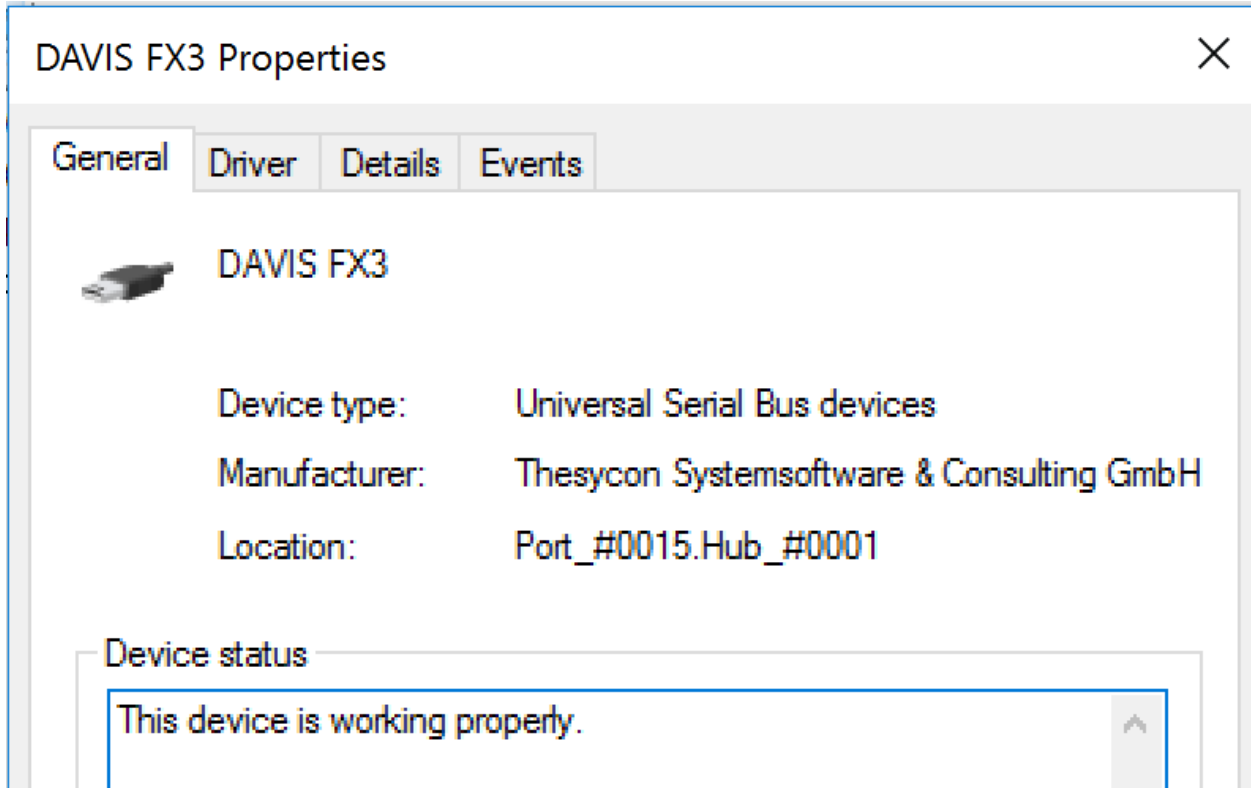 DAVIS FX3 Properties
General Driver Details Events
DAVIS FX3
Device type: Universal Serial Bus devices
Manufacturer: Thesycon Systemsoftware & Consulting GmbH
Location: Port_#0015.Hub_#0001
Device status
This device is working properly.